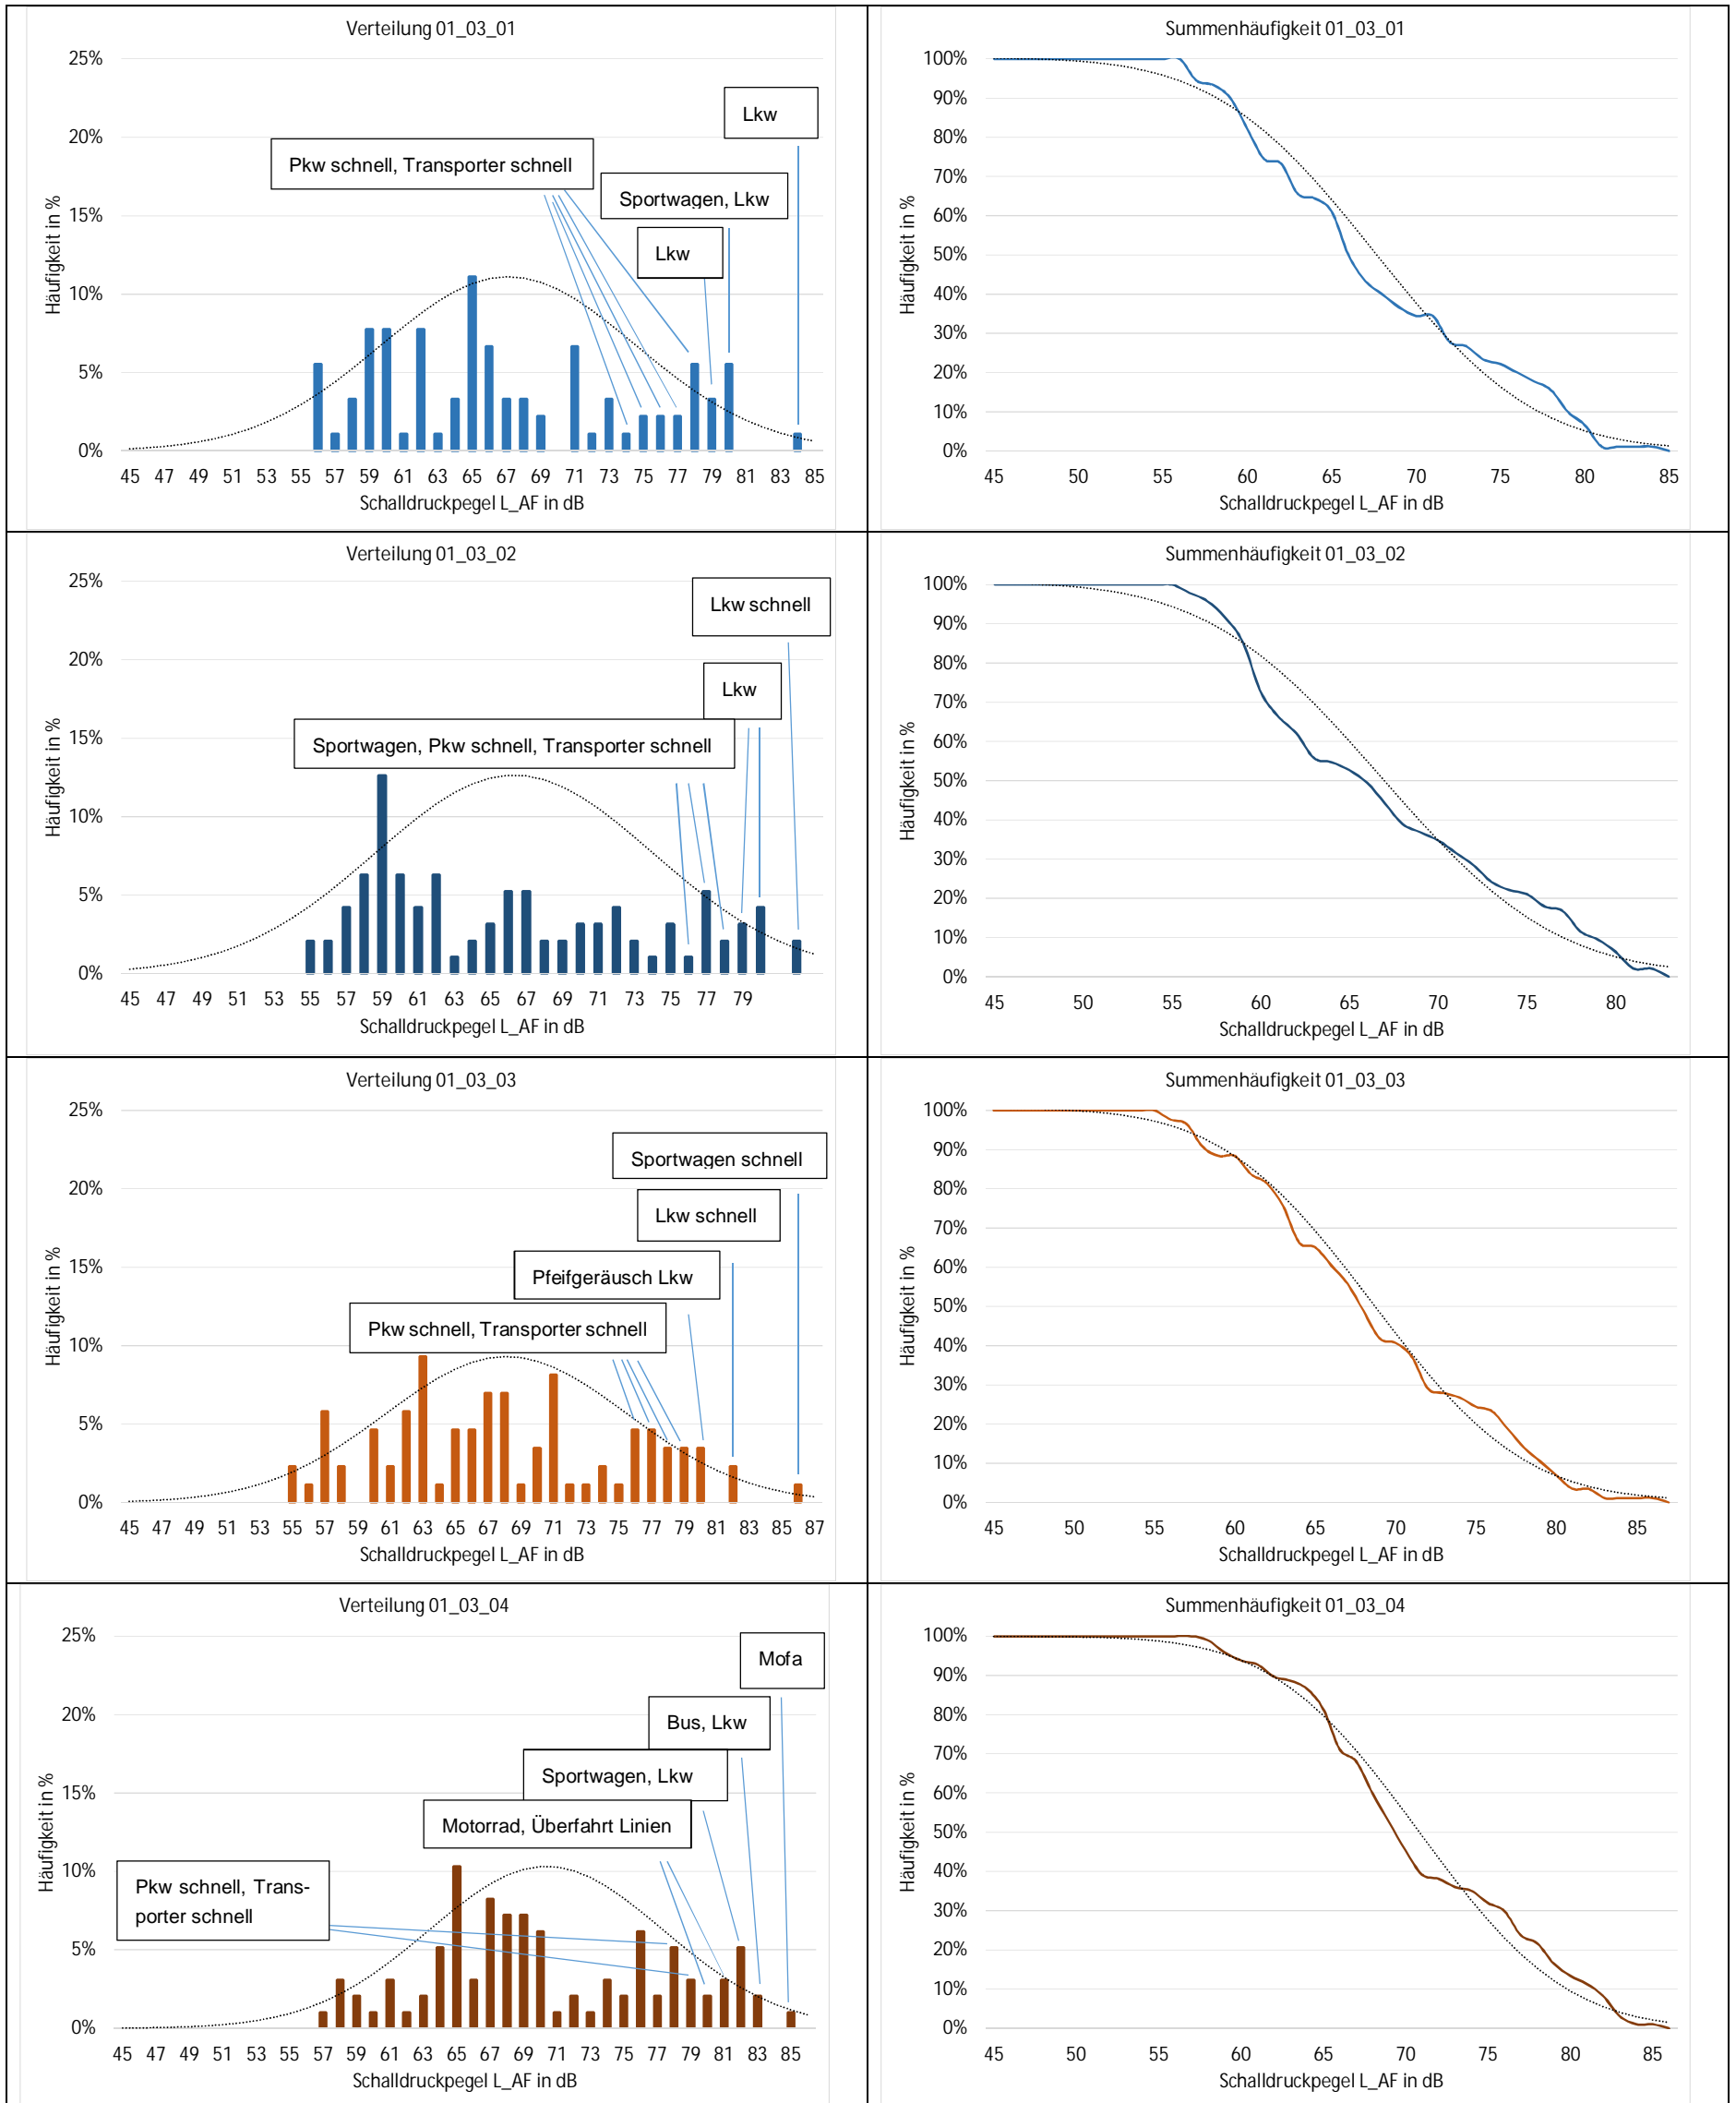 Verteilung 01_03_01
25%
20%
15%
10%
5%
0%
Häufigkeit in %
Lkw
Pkw schnell, Transporter schnell
Sportwagen, Lkw
Lkw
45 47 49 51 53 55 57 59 61 63 65 67 69 71 73 75 77 79 81 83 85
Schalldruckpegel L_AF in dB
Summenhäufigkeit 01_03_01
100%
90%
80%
70%
60%
50%
40%
30%
20%
10%
0%
Häufigkeit in %
45 50 55 60 65 70 75 80 85
Schalldruckpegel L_AF in dB
Verteilung 01_03_02
25%
20%
15%
10%
5%
0%
Häufigkeit in %
Lkw schnell
Lkw
Sportwagen, Pkw schnell, Transporter schnell
45 47 49 51 53 55 57 59 61 63 65 67 69 71 73 75 77 79
Schalldruckpegel L_AF in dB
Summenhäufigkeit 01_03_02
100%
90%
80%
70%
60%
50%
40%
30%
20%
10%
0%
Häufigkeit in %
45 50 55 60 65 70 75 80
Schalldruckpegel L_AF in dB
Verteilung 01_03_03
25%
20%
15%
10%
5%
0%
Häufigkeit in %
Sportwagen schnell
Lkw schnell
Pfeifgeräusch Lkw
Pkw schnell, Transporter schnell
45 47 49 51 53 55 57 59 61 63 65 67 69 71 73 75 77 79 81 83 85 87
Schalldruckpegel L_AF in dB
Summenhäufigkeit 01_03_03
100%
90%
80%
70%
60%
50%
40%
30%
20%
10%
0%
Häufigkeit in %
45 50 55 60 65 70 75 80 85
Schalldruckpegel L_AF in dB
Verteilung 01_03_04
25%
20%
15%
10%
5%
0%
Häufigkeit in %
Mofa
Bus, Lkw
Sportwagen, Lkw
Motorrad, Überfahrt Linien
Pkw schnell, Trans-
porter schnell
45 47 49 51 53 55 57 59 61 63 65 67 69 71 73 75 77 79 81 83 85
Schalldruckpegel L_AF in dB
Summenhäufigkeit 01_03_04
100%
90%
80%
70%
60%
50%
40%
30%
20%
10%
0%
Häufigkeit in %
45 50 55 60 65 70 75 80 85
Schalldruckpegel L_AF in dB